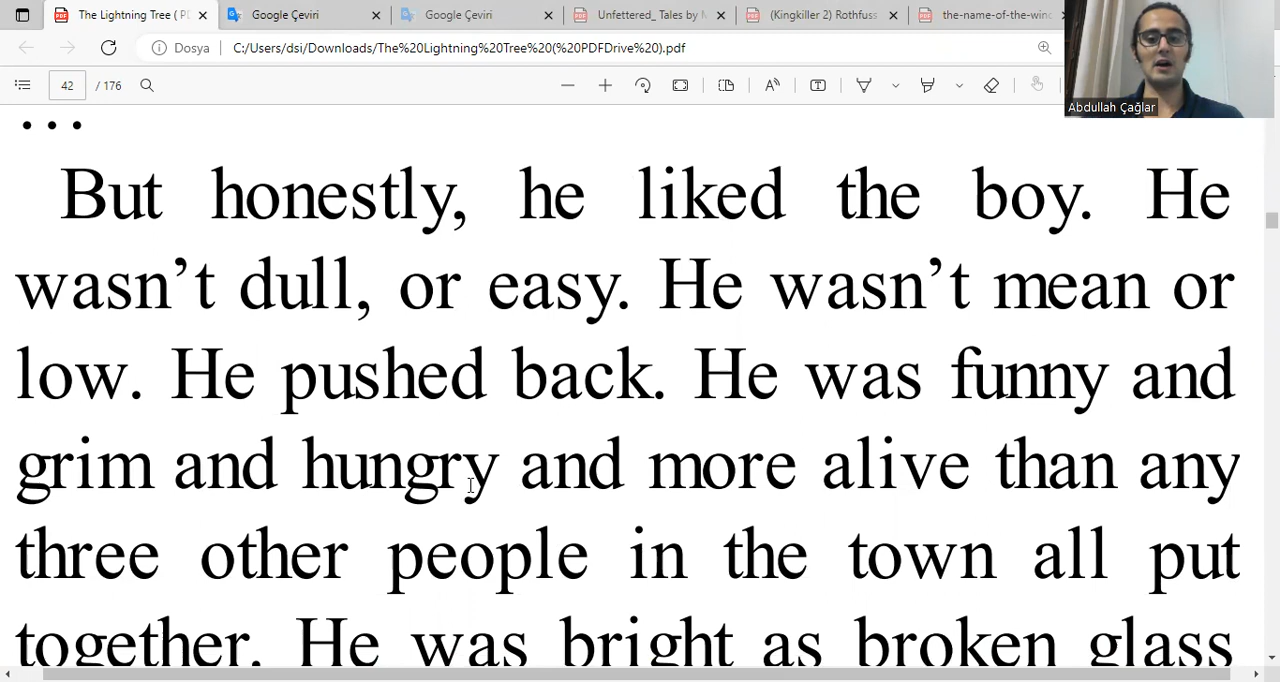 The Lightning Tree ( P
Google Çeviri
Google Çeviri
Unfettered_ Tales by M
(Kingkiller 2) Rothfuss
the-name-of-the-wind
Dosya
C:/Users/dsi/Downloads/The%20Lightning%20Tree%20(%20PDFDrive%20).pdf
42 / 176
Abdullah Çağlar
...
But honestly, he liked the boy. He
wasn’t dull, or easy. He wasn’t mean or
low. He pushed back. He was funny and
grim and hungry and more alive than any
three other people in the town all put
together. He was bright as broken glass